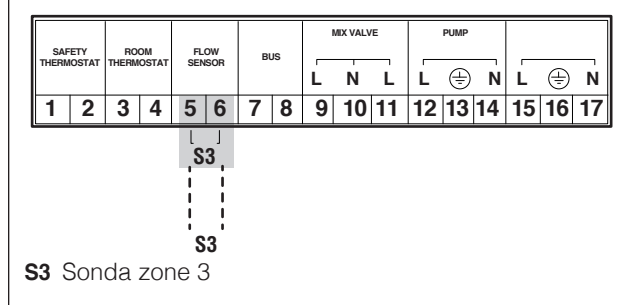 MIX VALVE PUMP
SAFETY THERMOSTAT ROOM THERMOSTAT FLOW SENSOR BUS
L N L L N L N
1 2 3 4 5 6 7 8 9 10 11 12 13 14 15 16 17
S3
S3
S3 Sonda zone 3